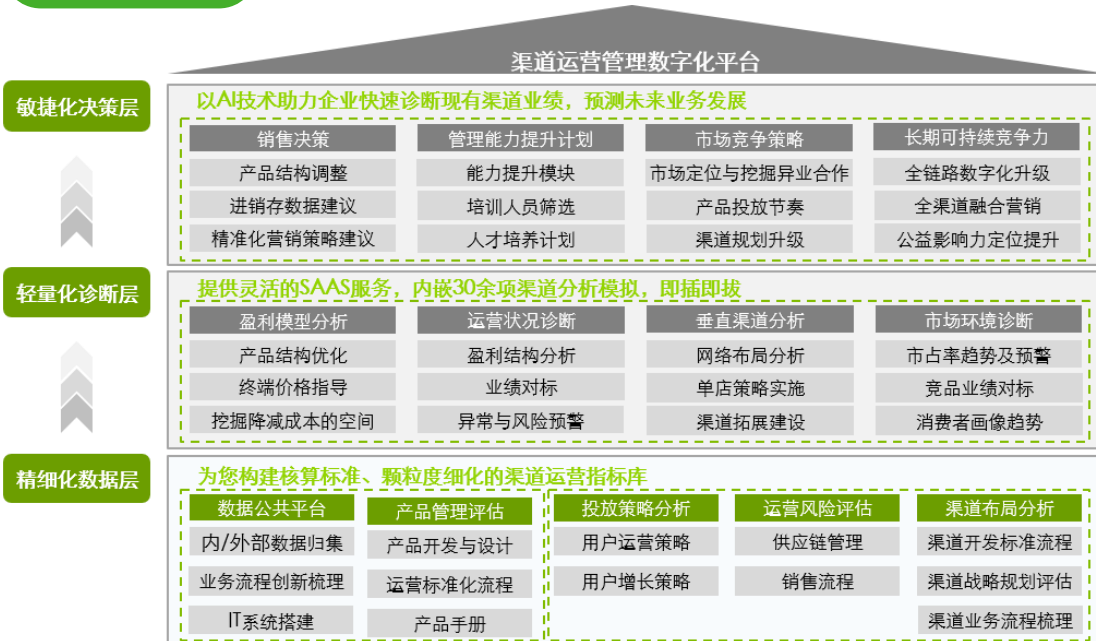 渠道运营管理数字化平台
敏捷化决策层
以AI技术助力企业快速诊断现有渠道业绩，预测未来业务发展
销售决策 管理能力提升计划 市场竞争策略 长期可持续竞争力
产品结构调整 能力提升模块 市场定位与挖掘异业合作 全链路数字化升级
进销存数据建议 培训人员筛选 产品投放节奏 全渠道融合营销
精准化营销策略建议 人才培养计划 渠道规划升级 公益影响力定位提升
轻量化诊断层
提供灵活的SAAS服务，内嵌30余项渠道分析模拟，即插即拔
盈利模型分析 运营状况诊断 垂直渠道分析 市场环境诊断
产品结构优化 盈利结构分析 网络布局分析 市占率趋势及预警
终端价格指导 业绩对标 单店策略实施 竞品业绩对标
挖掘降减成本的空间 异常与风险预警 渠道拓展建设 消费者画像趋势
精细化数据层
为您构建核算标准、颗粒度细化的渠道运营指标库
数据公共平台 产品管理评估 投放策略分析 运营风险评估 渠道布局分析
内/外部数据归集 产品开发与设计 用户运营策略 供应链管理 渠道开发标准流程
业务流程创新梳理 运营标准化流程 用户增长策略 销售流程 渠道战略规划评估
IT系统搭建 产品手册 渠道业务流程梳理